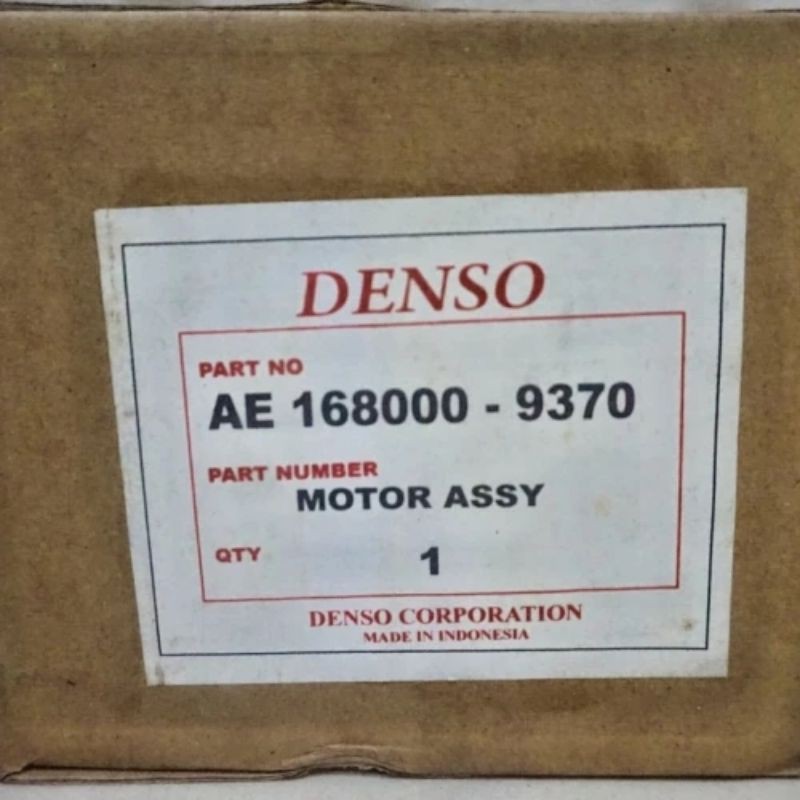 DENSO
PART NO
AE 168000 - 9370
PART NUMBER
MOTOR ASSY
QTY 1
DENSO CORPORATION
MADE IN INDONESIA